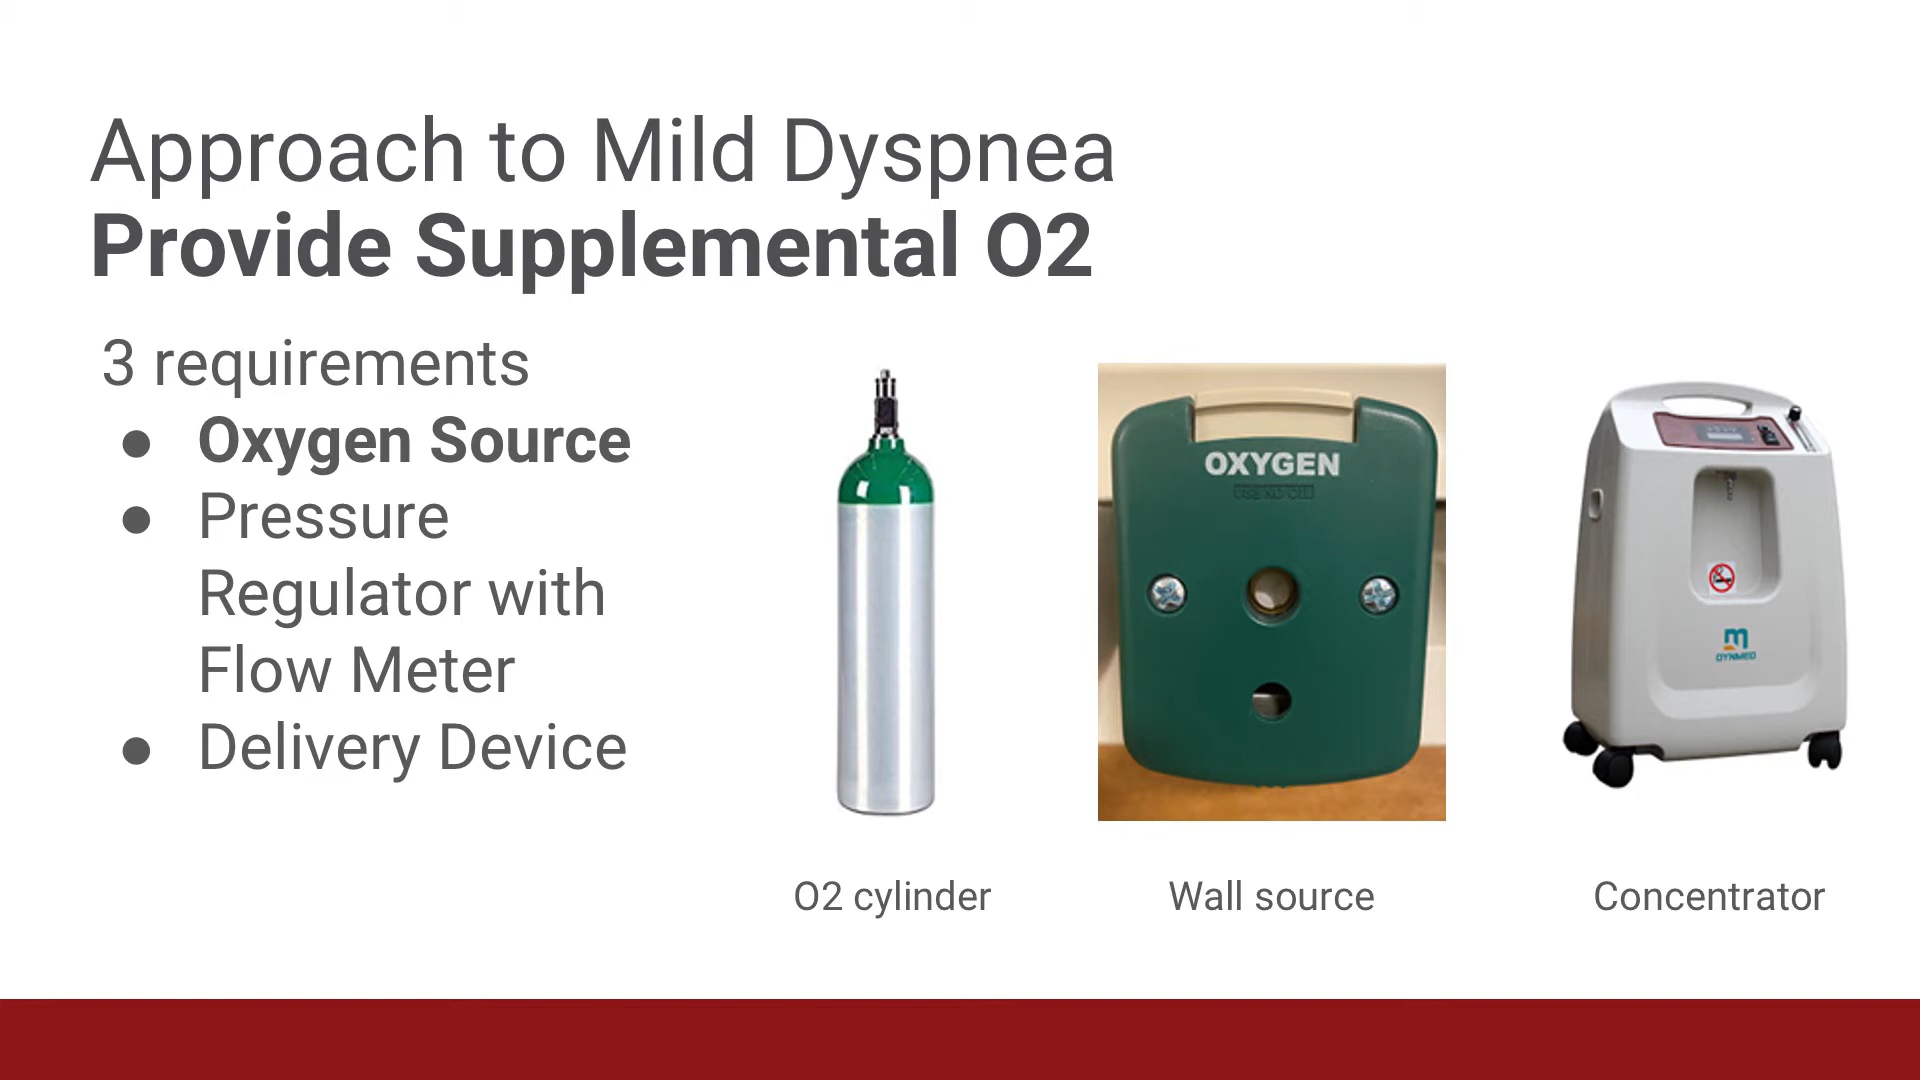 Approach to Mild Dyspnea
Provide Supplemental O2
3 requirements
● Oxygen Source
● Pressure
Regulator with
Flow Meter
● Delivery Device
OXYGEN
OYNMED
O2 cylinder
Wall source
Concentrator